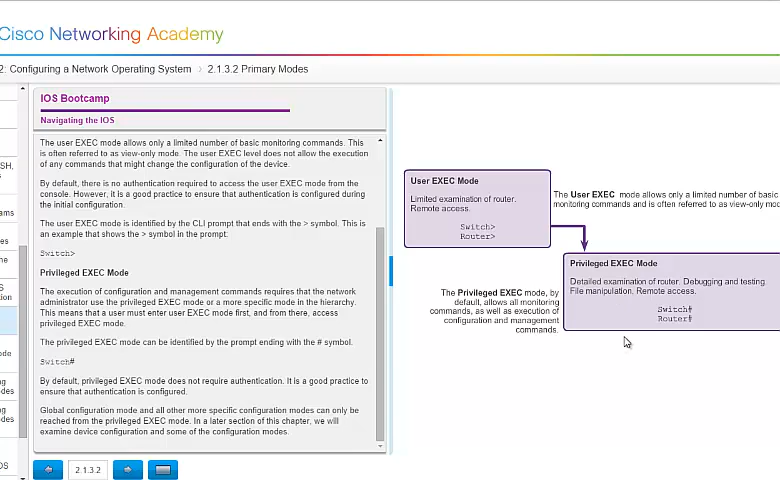 Cisco Networking Academy
2: Configuring a Network Operating System › 2.1.3.2 Primary Modes
SH,
s
ams
es
ne
S
tion
ode
ng
odes
ng
odes
OS
IOS Bootcamp
Navigating the IOS
The user EXEC mode allows only a limited number of basic monitoring commands. This
is often referred to as view-only mode. The user EXEC level does not allow the execution
of any commands that might change the configuration of the device.
By default, there is no authentication required to access the user EXEC mode from the
console. However, it is a good practice to ensure that authentication is configured during
the initial configuration.
The user EXEC mode is identified by the CLI prompt that ends with the > symbol. This is
an example that shows the > symbol in the prompt:
Switch>
Privileged EXEC Mode
The execution of configuration and management commands requires that the network
administrator use the privileged EXEC mode or a more specific mode in the hierarchy.
This means that a user must enter user EXEC mode first, and from there, access
privileged EXEC mode.
The privileged EXEC mode can be identified by the prompt ending with the # symbol.
Switch#
By default, privileged EXEC mode does not require authentication. It is a good practice to
ensure that authentication is configured.
Global configuration mode and all other more specific configuration modes can only be
reached from the privileged EXEC mode. In a later section of this chapter, we will
examine device configuration and some of the configuration modes.
2.1.3.2
User EXEC Mode
Limited examination of router.
Remote access.
Switch>
Router>
The User EXEC mode allows only a limited number of basic
monitoring commands and is often referred to as view-only mod
Privileged EXEC Mode
Detailed examination of router. Debugging and testing.
File manipulation. Remote access.
Switch#
Router#
The Privileged EXEC mode, by
default, allows all monitoring
commands, as well as execution of
configuration and management
commands.